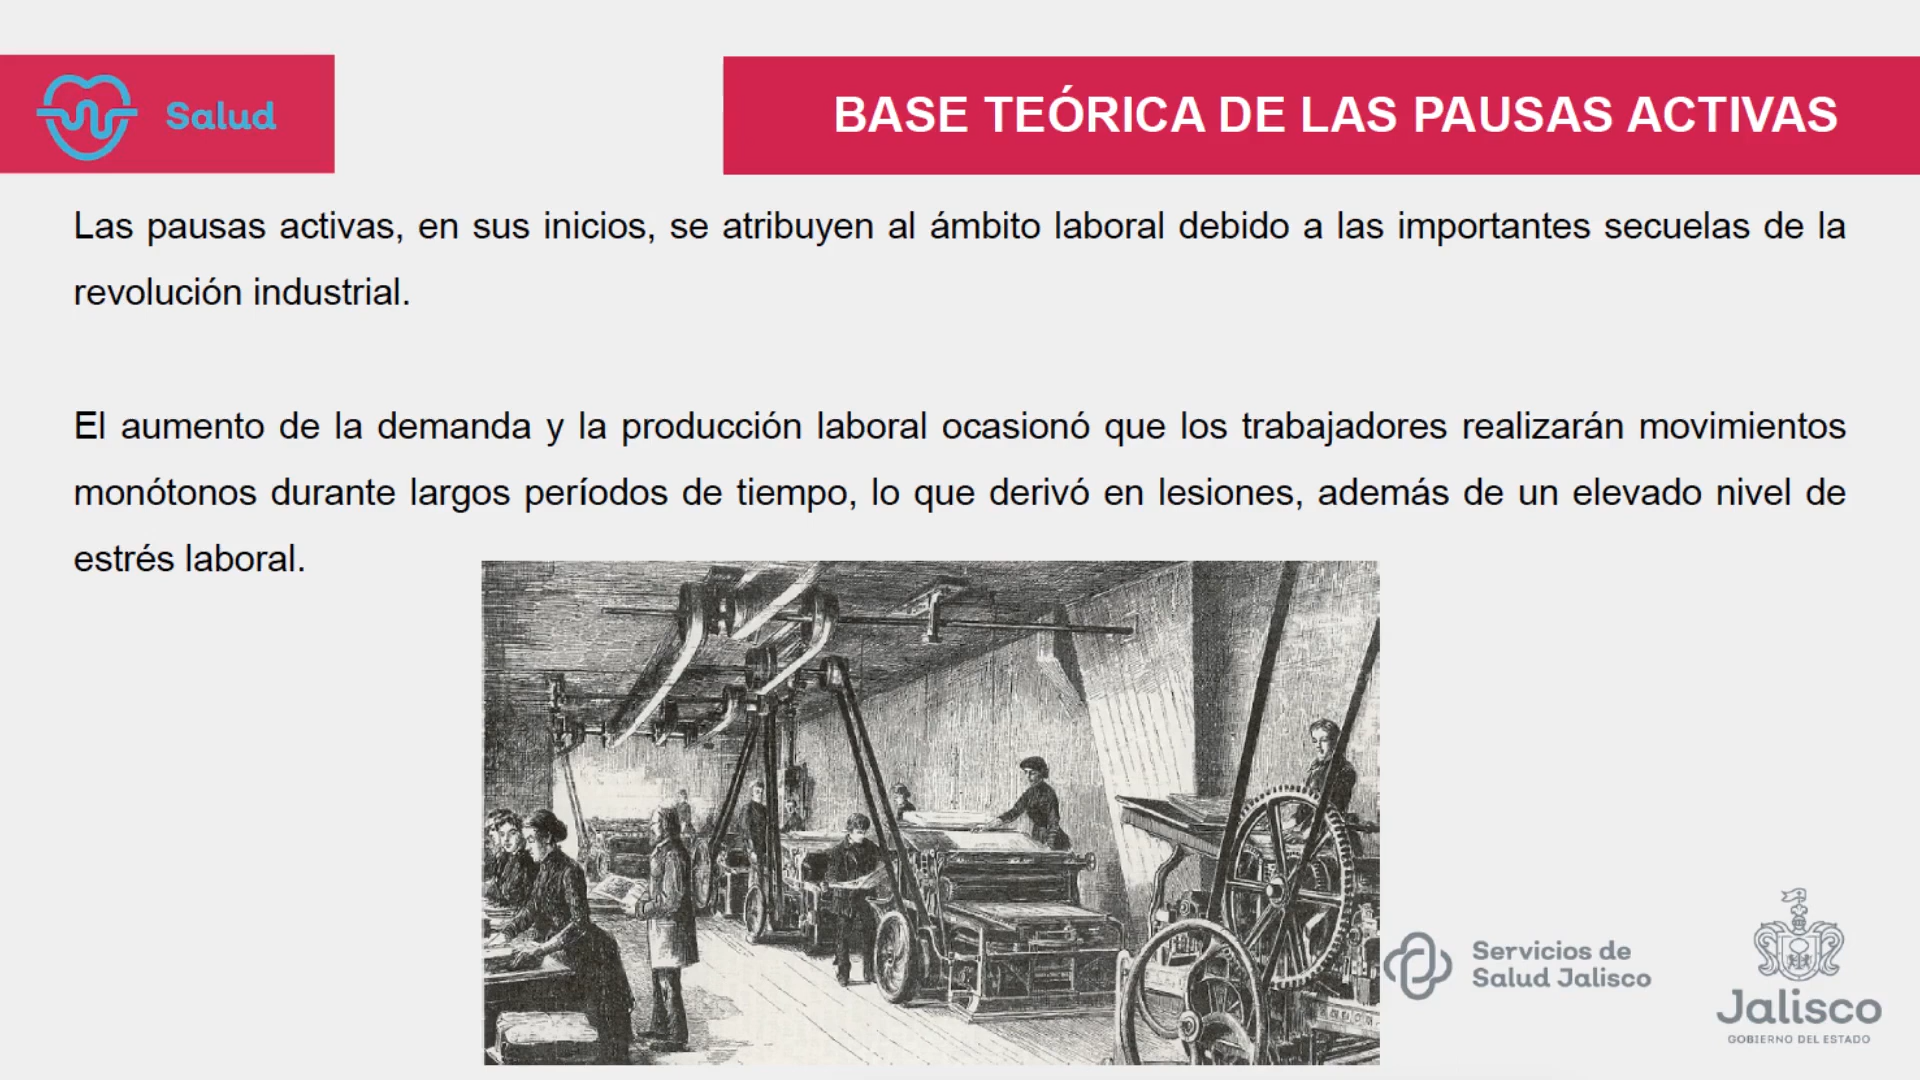 Salud
BASE TEÓRICA DE LAS PAUSAS ACTIVAS
Las pausas activas, en sus inicios, se atribuyen al ámbito laboral debido a las importantes secuelas de la
revolución industrial.
El aumento de la demanda y la producción laboral ocasionó que los trabajadores realizarán movimientos
monótonos durante largos períodos de tiempo, lo que derivó en lesiones, además de un elevado nivel de
estrés laboral.
Servicios de
Salud Jalisco
Jalisco
GOBIERNO DEL ESTADO